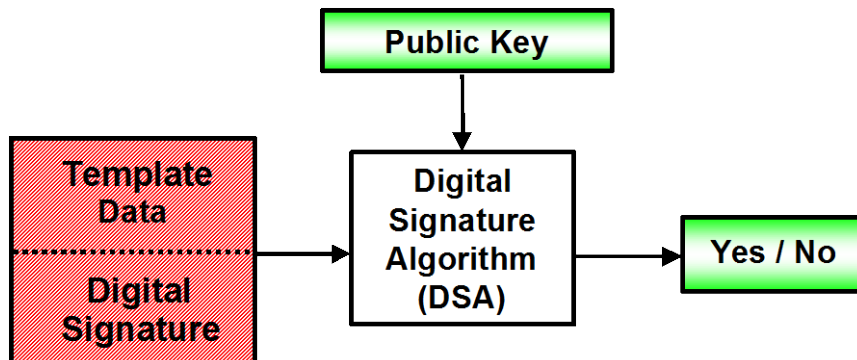 Public Key
Template
Data
Digital
Signature
Digital
Signature
Algorithm
(DSA)
Yes / No